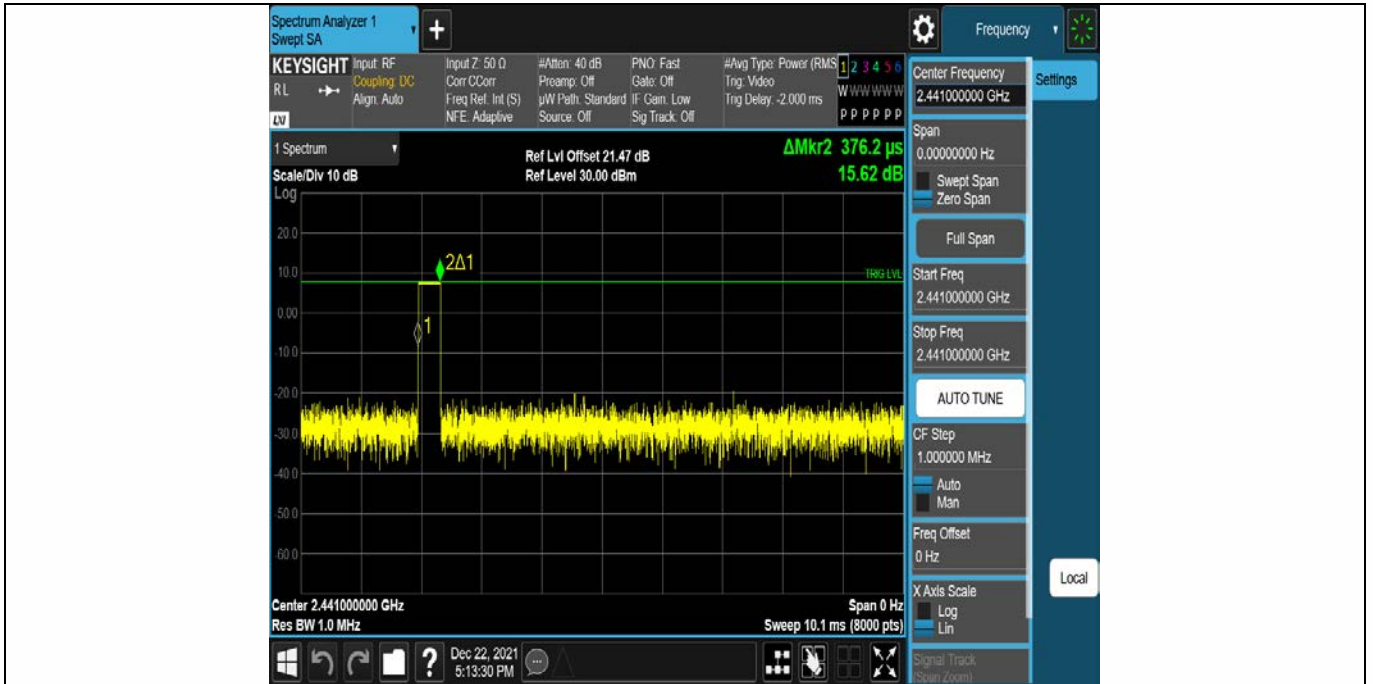 Spectrum Analyzer 1
Swept SA
+
Frequency
KEYSIGHT
RL
LV
Input: RF
Coupling: DC
Align: Auto
Input Z: 50 Ω
Corr CCorr
Freq Ref: Int (S)
NFE: Adaptive
#Atten: 40 dB
Preamp: Off
µW Path: Standard
Source: Off
PNO: Fast
Gate: Off
IF Gain: Low
Sig Track: Off
#Avg Type: Power (RMS
Trig: Video
Trig Delay: -2.000 ms
1 2 3 4 5 6
W W W W W W
P P P P P P
1 Spectrum
Scale/Div 10 dB
Ref Lvl Offset 21.47 dB
Ref Level 30.00 dBm
ΔMkr2 376.2 µs
15.62 dB
Log
20.0
10.0
0.00
-10.0
-20.0
-30.0
-40.0
-50.0
-60.0
2Δ1
1
TRIG LVL
Center 2.441000000 GHz
Res BW 1.0 MHz
Span 0 Hz
Sweep 10.1 ms (8000 pts)
?
Dec 22, 2021
5:13:30 PM
Center Frequency
2.441000000 GHz
Span
0.00000000 Hz
Swept Span
Zero Span
Full Span
Start Freq
2.441000000 GHz
Stop Freq
2.441000000 GHz
AUTO TUNE
CF Step
1.000000 MHz
Auto
Man
Freq Offset
0 Hz
X Axis Scale
Log
Lin
Signal Track
(Span Zoom)
Settings
Local